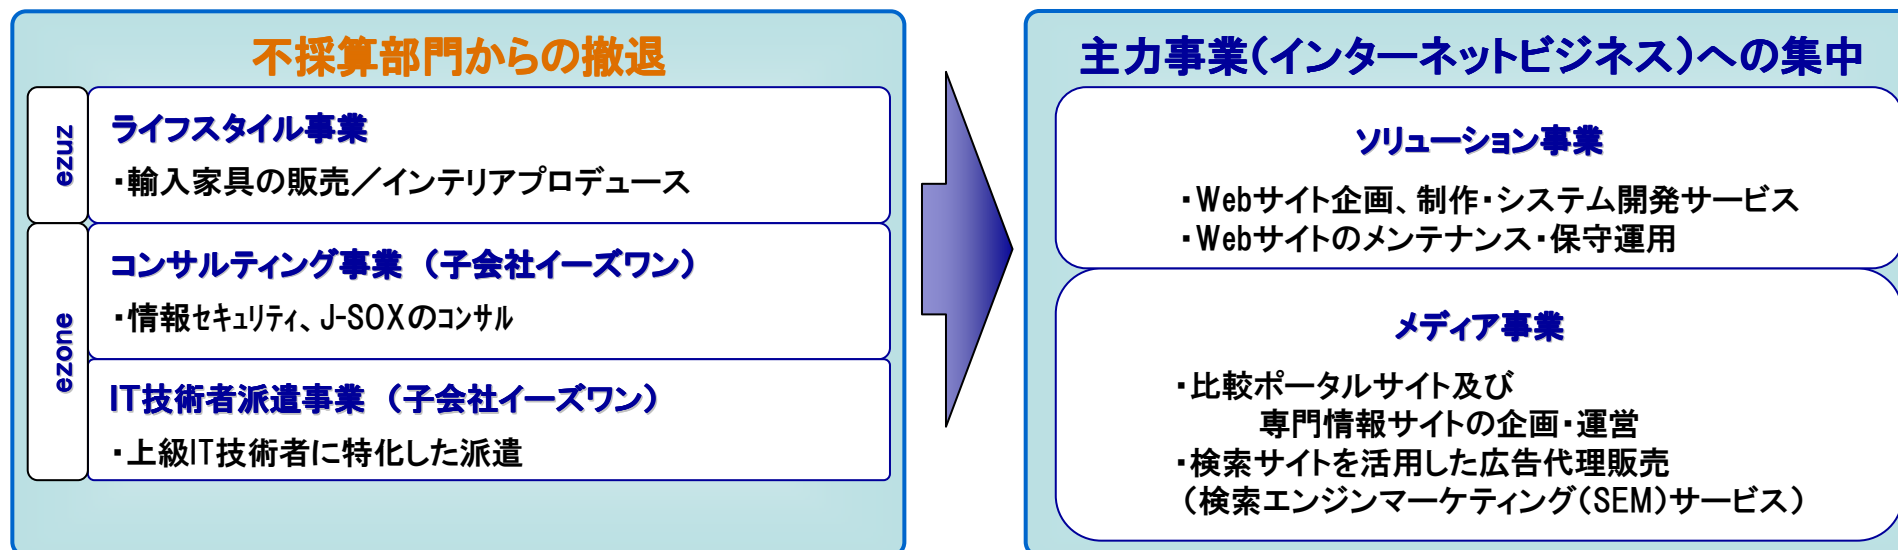 不採算部門からの撤退
ezuz
ライフスタイル事業
・輸入家具の販売／インテリアプロデュース
ezone
コンサルティング事業 （子会社イーズワン）
・情報セキュリティ、J-SOXのコンサル
IT技術者派遣事業 （子会社イーズワン）
・上級IT技術者に特化した派遣
主力事業（インターネットビジネス）への集中
ソリューション事業
・Webサイト企画、制作・システム開発サービス
・Webサイトのメンテナンス・保守運用
メディア事業
・比較ポータルサイト及び
専門情報サイトの企画・運営
・検索サイトを活用した広告代理販売
（検索エンジンマーケティング（SEM）サービス）